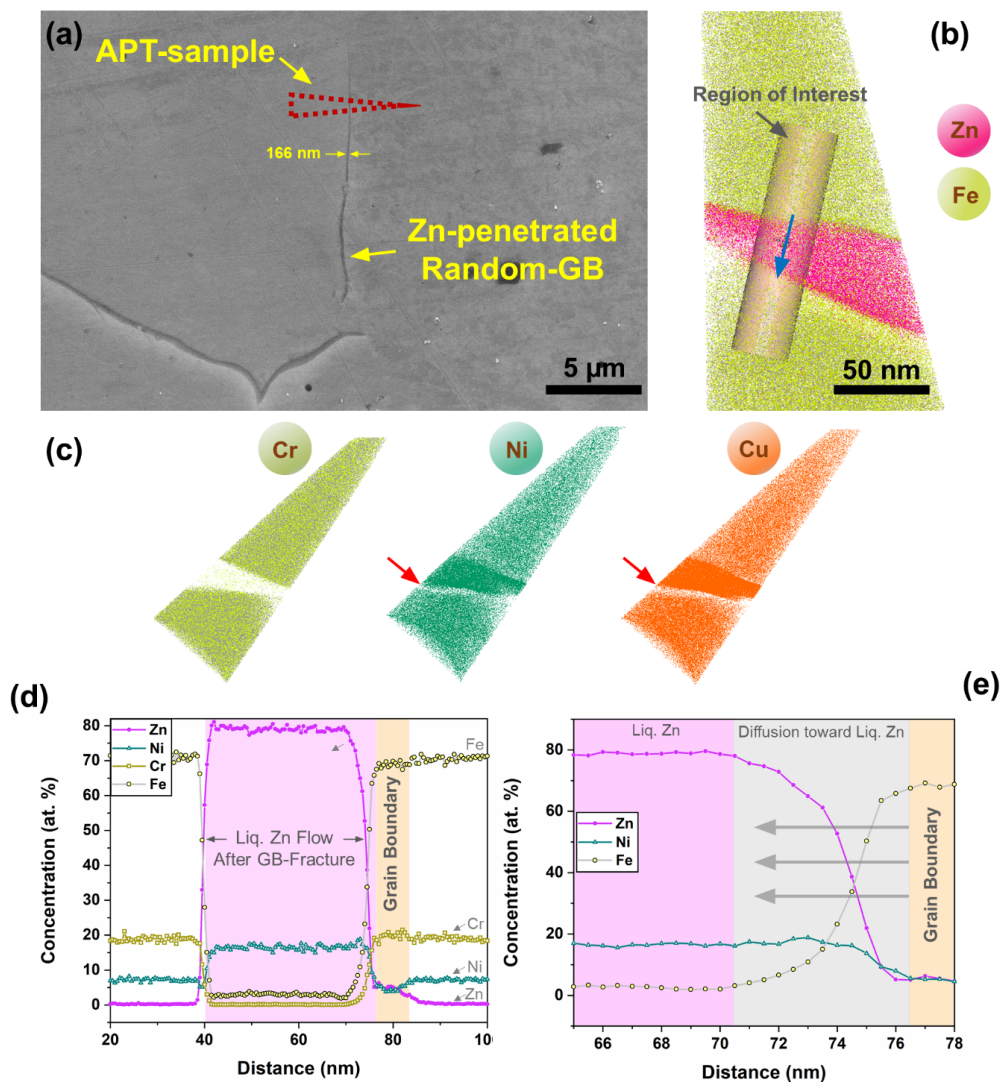 (a)
APT-sample
166 nm
Zn-penetrated
Random-GB
5 µm
(b)
Region of Interest
Zn
Fe
50 nm
(c)
Cr
Ni
Cu
(d)
Zn
Ni
Cr
Fe
Fe
Liq. Zn Flow
After GB-Fracture
Grain Boundary
Cr
Ni
Zn
80
70
60
50
40
30
20
10
0
Concentration (at. %)
20 40 60 80 100
Distance (nm)
(e)
Liq. Zn
Diffusion toward Liq. Zn
Zn
Ni
Fe
Grain Boundary
80
60
40
20
0
Concentration (at. %)
66 68 70 72 74 76 78
Distance (nm)